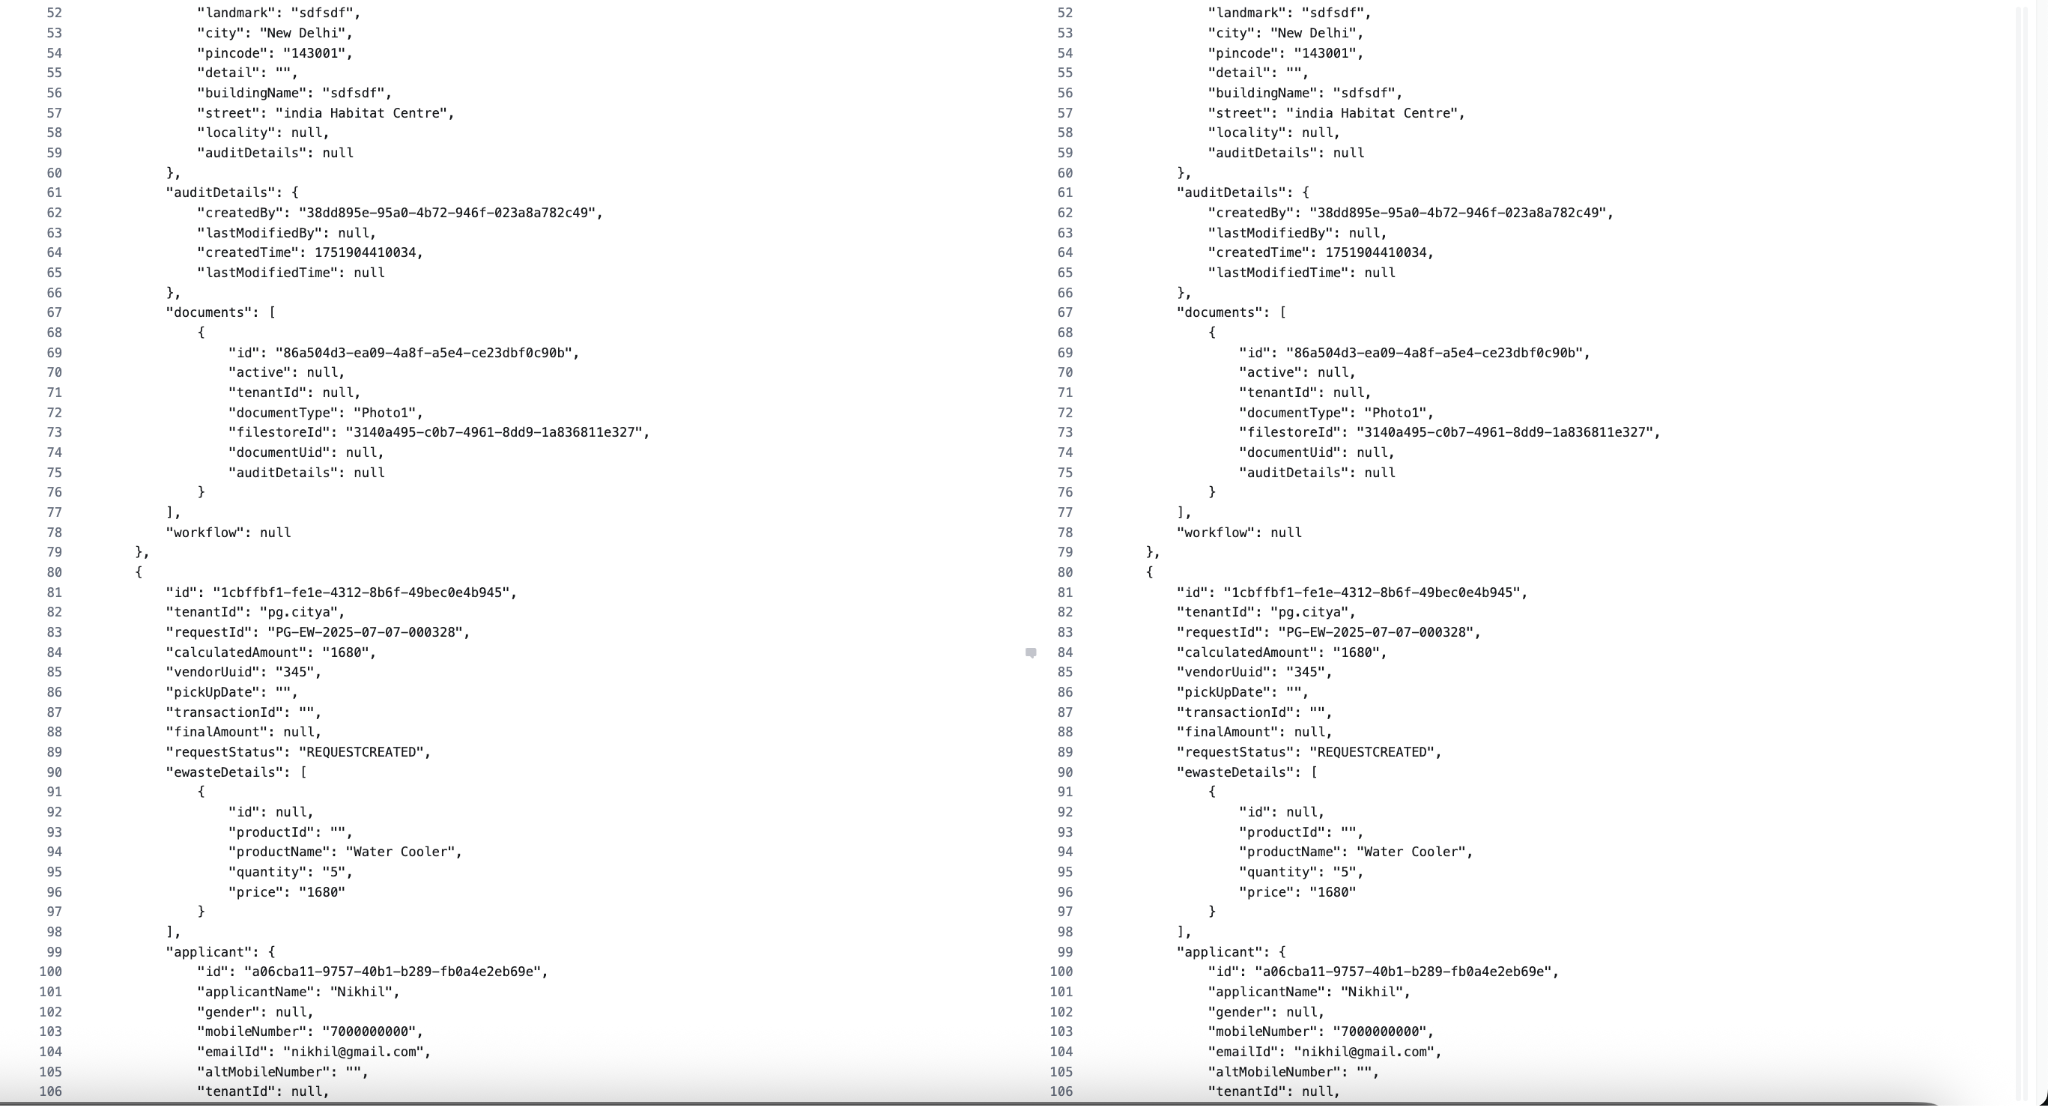 52 "landmark": "sdfsdf",
53 "city": "New Delhi",
54 "pincode": "143001",
55 "detail": "",
56 "buildingName": "sdfsdf",
57 "street": "india Habitat Centre",
58 "locality": null,
59 "auditDetails": null
60 },
61 "auditDetails": {
62 "createdBy": "38dd895e-95a0-4b72-946f-023a8a782c49",
63 "lastModifiedBy": null,
64 "createdTime": 1751904410034,
65 "lastModifiedTime": null
66 },
67 "documents": [
68 {
69 "id": "86a504d3-ea09-4a8f-a5e4-ce23dbf0c90b",
70 "active": null,
71 "tenantId": null,
72 "documentType": "Photo1",
73 "filestoreId": "3140a495-c0b7-4961-8dd9-1a836811e327",
74 "documentUid": null,
75 "auditDetails": null
76 }
77 ],
78 "workflow": null
79 },
80 {
81 "id": "1cbffbf1-fe1e-4312-8b6f-49bec0e4b945",
82 "tenantId": "pg.citya",
83 "requestId": "PG-EW-2025-07-07-000328",
84 "calculatedAmount": "1680",
85 "vendorUuid": "345",
86 "pickUpDate": "",
87 "transactionId": "",
88 "finalAmount": null,
89 "requestStatus": "REQUESTCREATED",
90 "ewasteDetails": [
91 {
92 "id": null,
93 "productId": "",
94 "productName": "Water Cooler",
95 "quantity": "5",
96 "price": "1680"
97 }
98 ],
99 "applicant": {
100 "id": "a06cba11-9757-40b1-b289-fb0a4e2eb69e",
101 "applicantName": "Nikhil",
102 "gender": null,
103 "mobileNumber": "7000000000",
104 "emailId": "nikhil@gmail.com",
105 "altMobileNumber": "",
106 "tenantId": null,
52 "landmark": "sdfsdf",
53 "city": "New Delhi",
54 "pincode": "143001",
55 "detail": "",
56 "buildingName": "sdfsdf",
57 "street": "india Habitat Centre",
58 "locality": null,
59 "auditDetails": null
60 },
61 "auditDetails": {
62 "createdBy": "38dd895e-95a0-4b72-946f-023a8a782c49",
63 "lastModifiedBy": null,
64 "createdTime": 1751904410034,
65 "lastModifiedTime": null
66 },
67 "documents": [
68 {
69 "id": "86a504d3-ea09-4a8f-a5e4-ce23dbf0c90b",
70 "active": null,
71 "tenantId": null,
72 "documentType": "Photo1",
73 "filestoreId": "3140a495-c0b7-4961-8dd9-1a836811e327",
74 "documentUid": null,
75 "auditDetails": null
76 }
77 ],
78 "workflow": null
79 },
80 {
81 "id": "1cbffbf1-fe1e-4312-8b6f-49bec0e4b945",
82 "tenantId": "pg.citya",
83 "requestId": "PG-EW-2025-07-07-000328",
84 "calculatedAmount": "1680",
85 "vendorUuid": "345",
86 "pickUpDate": "",
87 "transactionId": "",
88 "finalAmount": null,
89 "requestStatus": "REQUESTCREATED",
90 "ewasteDetails": [
91 {
92 "id": null,
93 "productId": "",
94 "productName": "Water Cooler",
95 "quantity": "5",
96 "price": "1680"
97 }
98 ],
99 "applicant": {
100 "id": "a06cba11-9757-40b1-b289-fb0a4e2eb69e",
101 "applicantName": "Nikhil",
102 "gender": null,
103 "mobileNumber": "7000000000",
104 "emailId": "nikhil@gmail.com",
105 "altMobileNumber": "",
106 "tenantId": null,